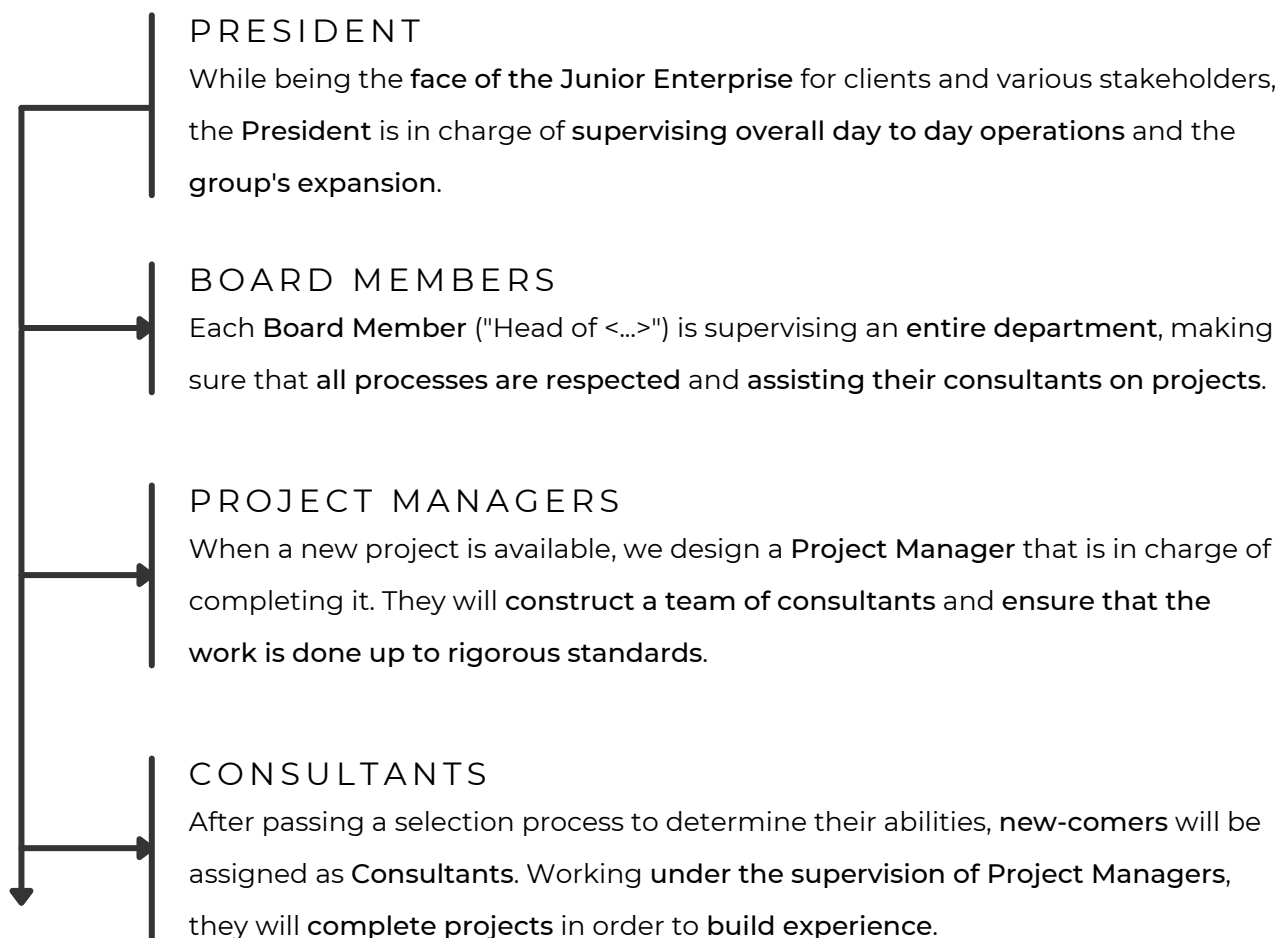 PRESIDENT
While being the face of the Junior Enterprise for clients and various stakeholders,
the President is in charge of supervising overall day to day operations and the
group's expansion.
BOARD MEMBERS
Each Board Member ("Head of <...>") is supervising an entire department, making
sure that all processes are respected and assisting their consultants on projects.
PROJECT MANAGERS
When a new project is available, we design a Project Manager that is in charge of
completing it. They will construct a team of consultants and ensure that the
work is done up to rigorous standards.
CONSULTANTS
After passing a selection process to determine their abilities, new-comers will be
assigned as Consultants. Working under the supervision of Project Managers,
they will complete projects in order to build experience.